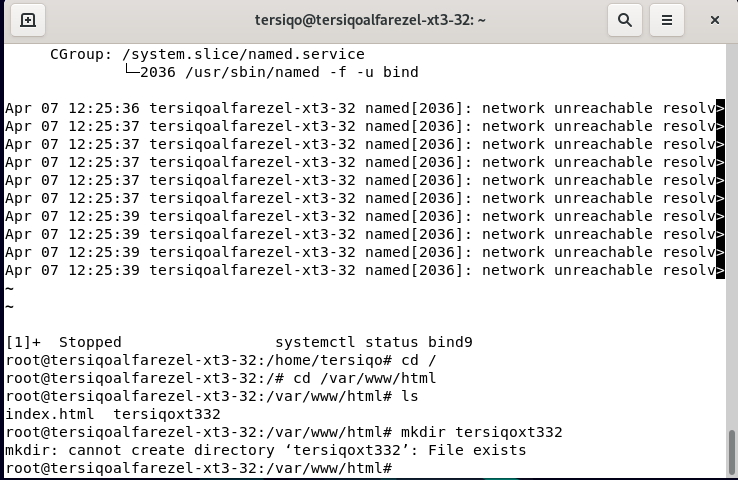 tersiqo@tersiqoalfarezel-xt3-32: ~
CGroup: /system.slice/named.service
└─2036 /usr/sbin/named -f -u bind
Apr 07 12:25:36 tersiqoalfarezel-xt3-32 named[2036]: network unreachable resolv>
Apr 07 12:25:37 tersiqoalfarezel-xt3-32 named[2036]: network unreachable resolv>
Apr 07 12:25:37 tersiqoalfarezel-xt3-32 named[2036]: network unreachable resolv>
Apr 07 12:25:37 tersiqoalfarezel-xt3-32 named[2036]: network unreachable resolv>
Apr 07 12:25:37 tersiqoalfarezel-xt3-32 named[2036]: network unreachable resolv>
Apr 07 12:25:37 tersiqoalfarezel-xt3-32 named[2036]: network unreachable resolv>
Apr 07 12:25:39 tersiqoalfarezel-xt3-32 named[2036]: network unreachable resolv>
Apr 07 12:25:39 tersiqoalfarezel-xt3-32 named[2036]: network unreachable resolv>
Apr 07 12:25:39 tersiqoalfarezel-xt3-32 named[2036]: network unreachable resolv>
Apr 07 12:25:39 tersiqoalfarezel-xt3-32 named[2036]: network unreachable resolv>
~
~
[1]+  Stopped                 systemctl status bind9
root@tersiqoalfarezel-xt3-32:/home/tersiqo# cd /
root@tersiqoalfarezel-xt3-32:/# cd /var/www/html
root@tersiqoalfarezel-xt3-32:/var/www/html# ls
index.html  tersiqoxt332
root@tersiqoalfarezel-xt3-32:/var/www/html# mkdir tersiqoxt332
mkdir: cannot create directory ‘tersiqoxt332’: File exists
root@tersiqoalfarezel-xt3-32:/var/www/html#